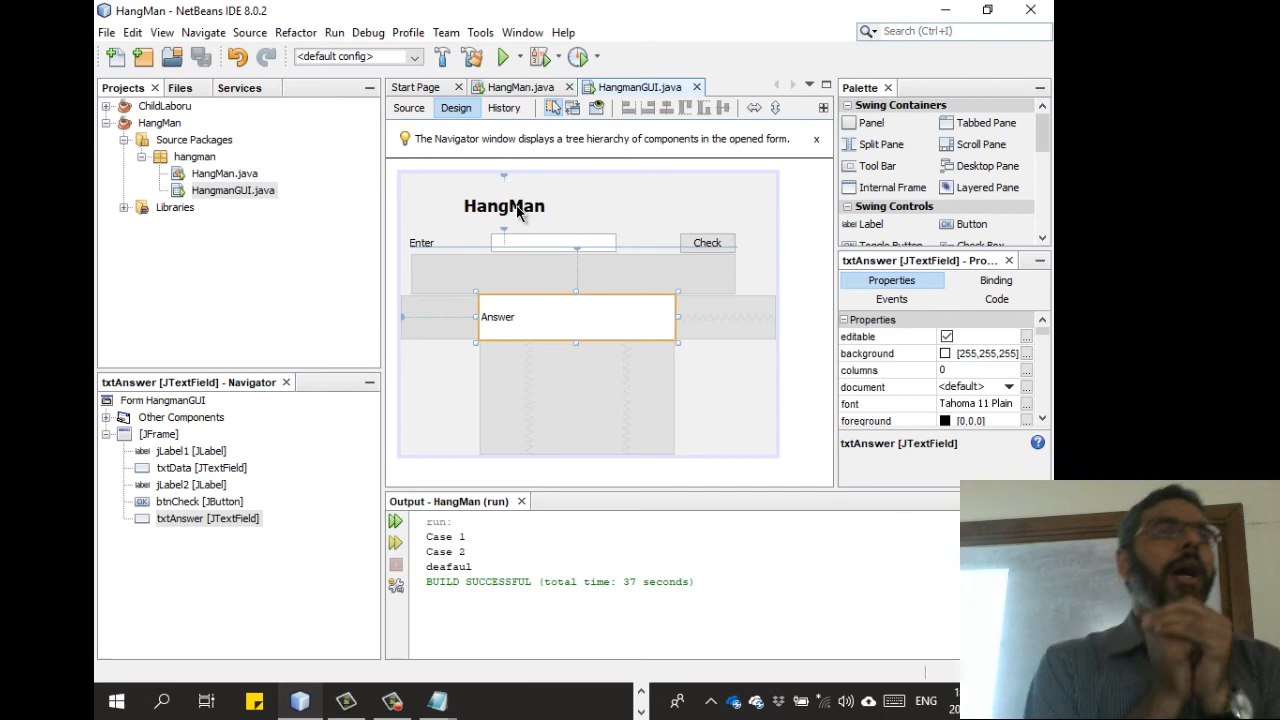 HangMan - NetBeans IDE 8.0.2
File Edit View Navigate Source Refactor Run Debug Profile Team Tools Window Help
Search (Ctrl+I)
<default config>
Projects Files Services
ChildLaboru
HangMan
Source Packages
hangman
HangMan.java
HangmanGUI.java
Libraries
Start Page HangMan.java HangmanGUI.java
Source Design History
The Navigator window displays a tree hierarchy of components in the opened form.
HangMan
Enter Check
Answer
Palette
Swing Containers
Panel Tabbed Pane
Split Pane Scroll Pane
Tool Bar Desktop Pane
Internal Frame Layered Pane
Swing Controls
Label Button
Toggle Button Check Box
txtAnswer [JTextField] - Pro...
Properties Binding
Events Code
Properties
editable
background [255,255,255]
columns 0
document <default>
font Tahoma 11 Plain
foreground [0,0,0]
txtAnswer [JTextField]
txtAnswer [JTextField] - Navigator
Form HangmanGUI
Other Components
[JFrame]
jLabel1 [JLabel]
txtData [JTextField]
jLabel2 [JLabel]
btnCheck [JButton]
txtAnswer [JTextField]
Output - HangMan (run)
run:
Case 1
Case 2
deafaul
BUILD SUCCESSFUL (total time: 37 seconds)
ENG